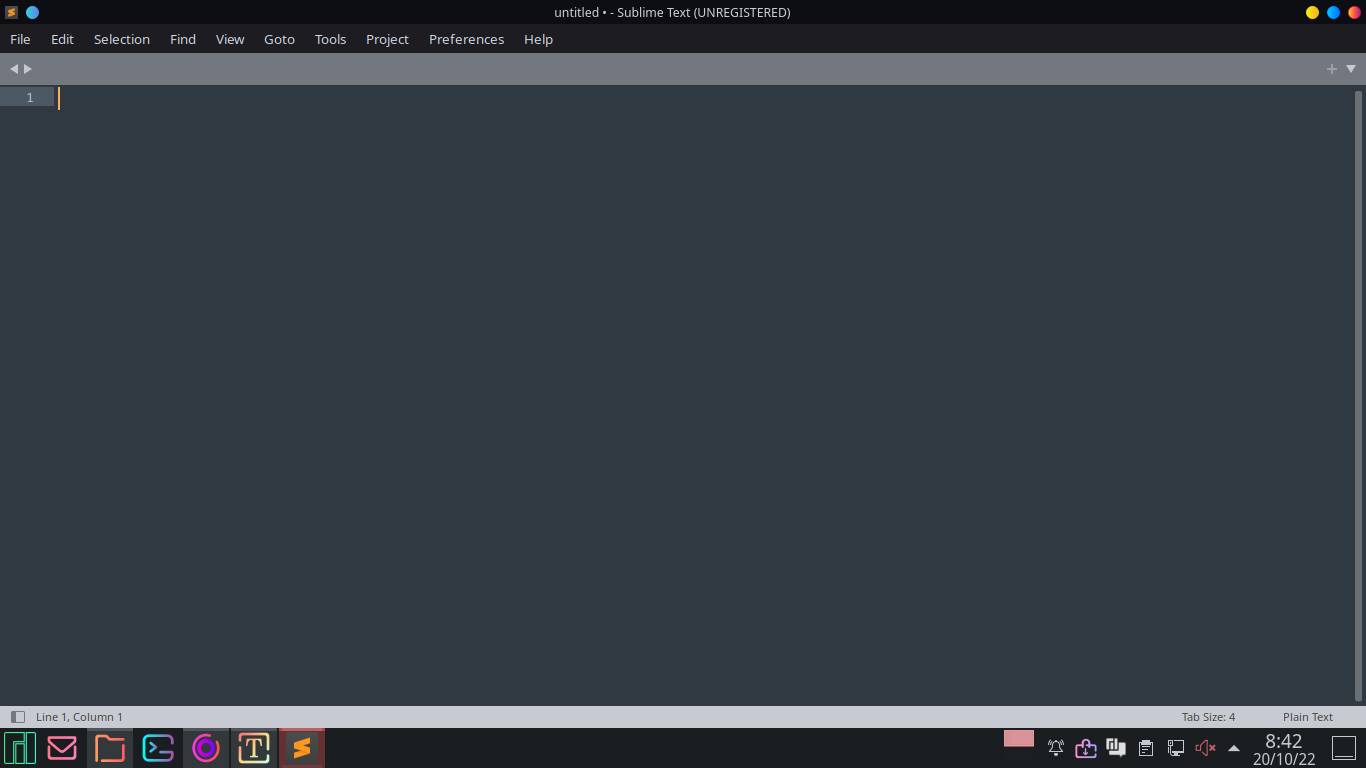 untitled • - Sublime Text (UNREGISTERED)
File Edit Selection Find View Goto Tools Project Preferences Help
1
Line 1, Column 1 Tab Size: 4 Plain Text
8:42
20/10/22